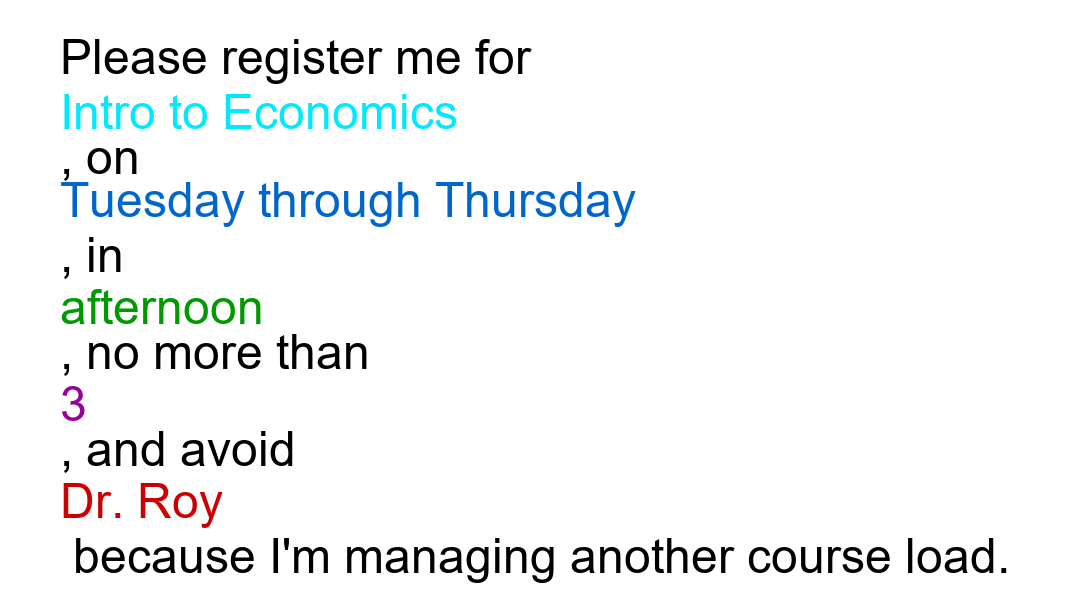 Please register me for
Intro to Economics
, on
Tuesday through Thursday
, in
afternoon
, no more than
3
, and avoid
Dr. Roy
because I'm managing another course load.